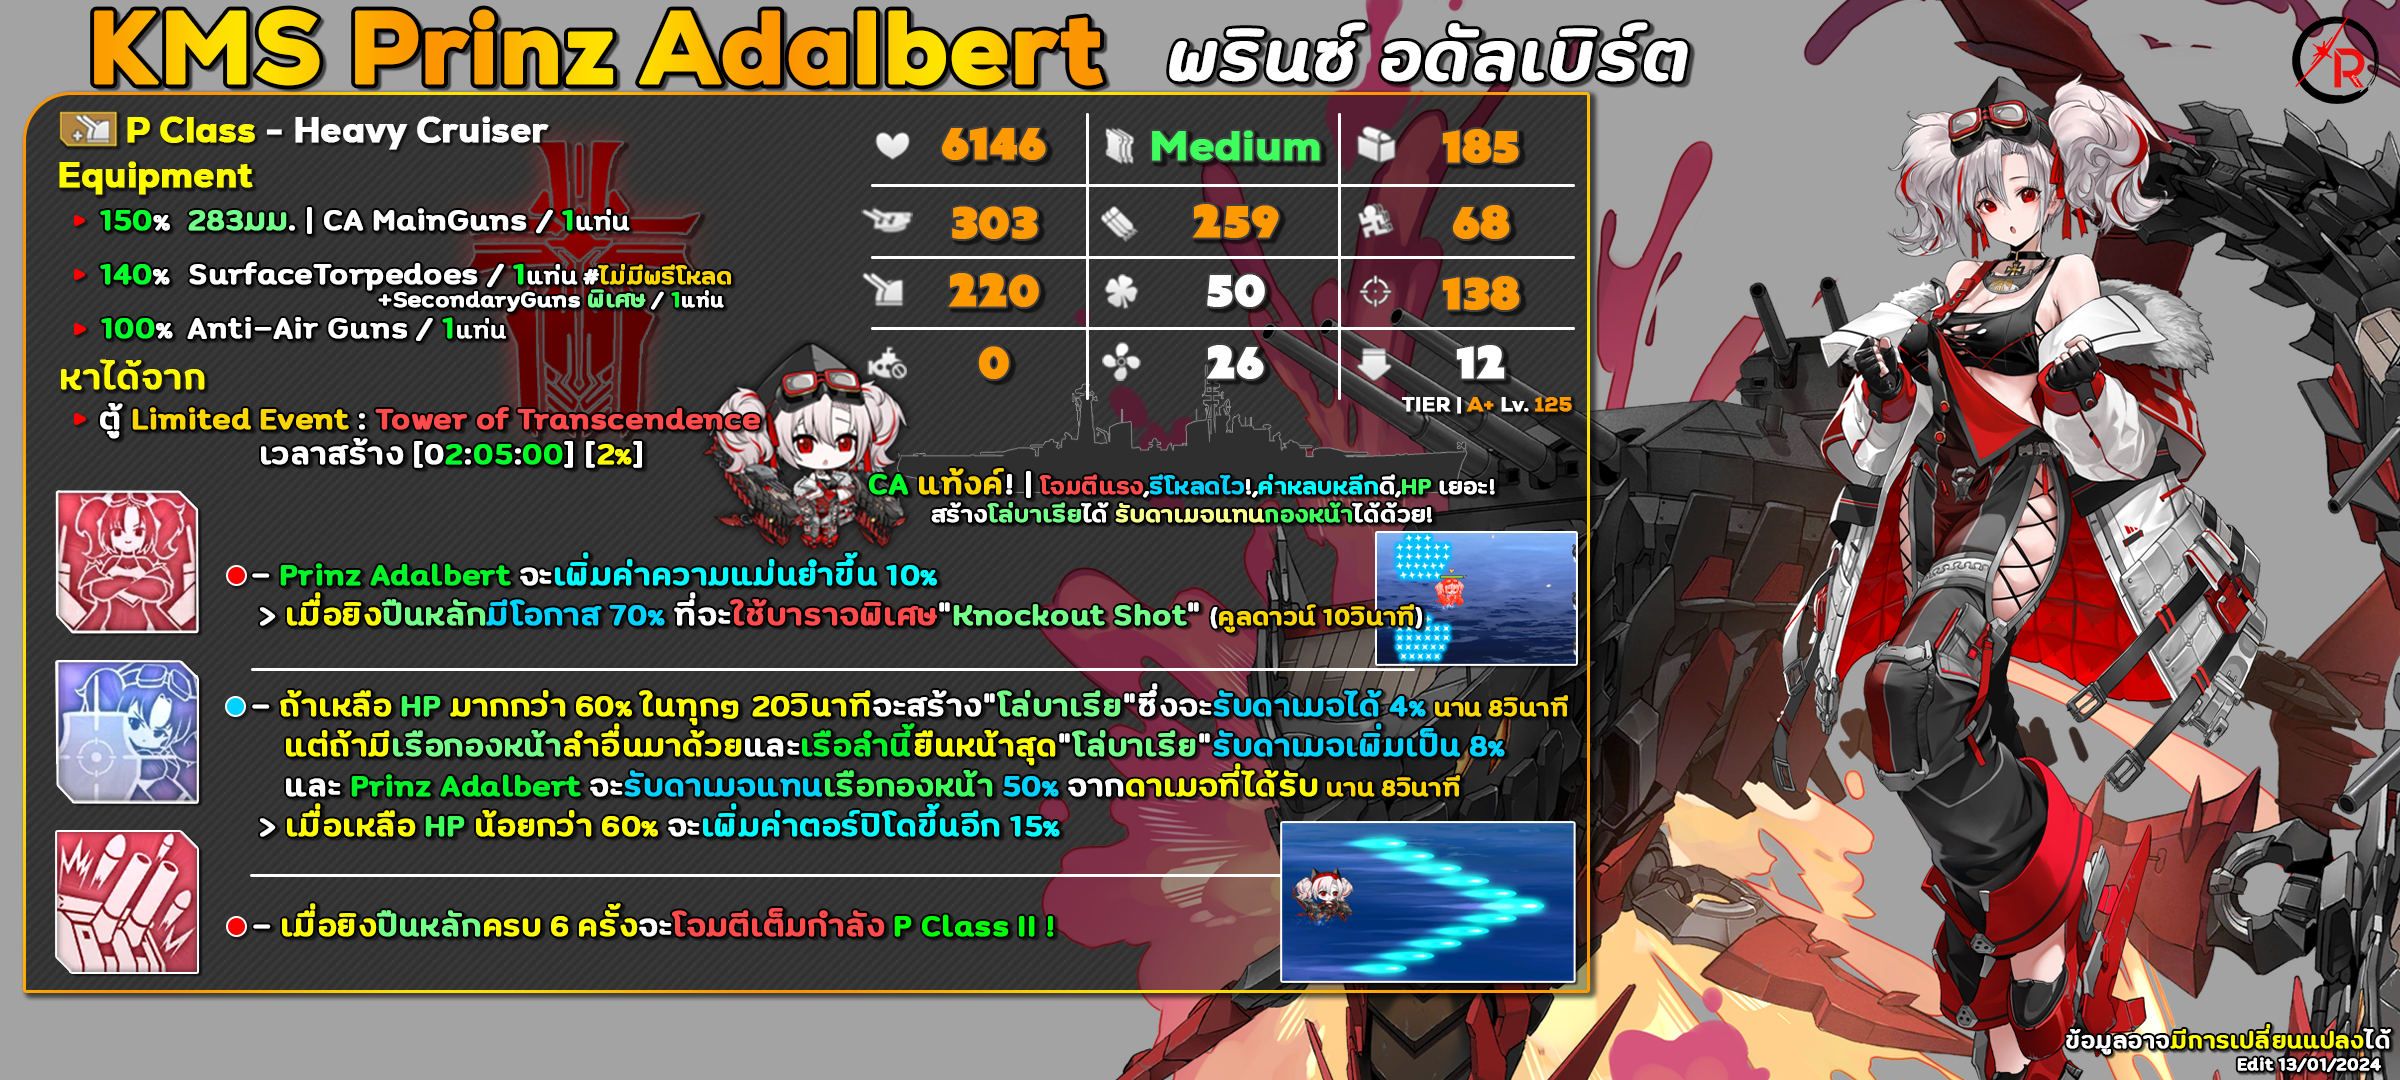 KMS Prinz Adalbert พรินซ์ อดัลเบิร์ต
P Class - Heavy Cruiser
Equipment
150% 283มม. | CA MainGuns / 1แท่น
140% SurfaceTorpedoes / 1แท่น #ไม่มีพรีโหลด
+SecondaryGuns พิเศษ / 1แท่น
100% Anti-Air Guns / 1แท่น
หาได้จาก
ตู้ Limited Event : Tower of Transcendence
เวลาสร้าง [02:05:00] [2%]
6146 Medium 185
303 259 68
220 50 138
0 26 12
TIER | A+ Lv. 125
CA แท้งค์! | โจมตีแรง,รีโหลดไว!,ค่าหลบหลีกดี,HP เยอะ!
สร้างโล่บาเรียได้ รับดาเมจแทนกองหน้าได้ด้วย!
- Prinz Adalbert จะเพิ่มค่าความแม่นยำขึ้น 10%
> เมื่อยิงปืนหลักมีโอกาส 70% ที่จะใช้บาราจพิเศษ"Knockout Shot" (คูลดาวน์ 10วินาที)
- ถ้าเหลือ HP มากกว่า 60% ในทุกๆ 20วินาทีจะสร้าง"โล่บาเรีย"ซึ่งจะรับดาเมจได้ 4% นาน 8วินาที
แต่ถ้ามีเรือกองหน้าลำอื่นมาด้วยและเรือลำนี้ยืนหน้าสุด"โล่บาเรีย"รับดาเมจเพิ่มเป็น 8%
และ Prinz Adalbert จะรับดาเมจแทนเรือกองหน้า 50% จากดาเมจที่ได้รับ นาน 8วินาที
> เมื่อเหลือ HP น้อยกว่า 60% จะเพิ่มค่าตอร์ปิโดขึ้นอีก 15%
- เมื่อยิงปืนหลักครบ 6 ครั้งจะโจมตีเต็มกำลัง P Class II !
R
ข้อมูลอาจมีการเปลี่ยนแปลงได้
Edit 13/01/2024